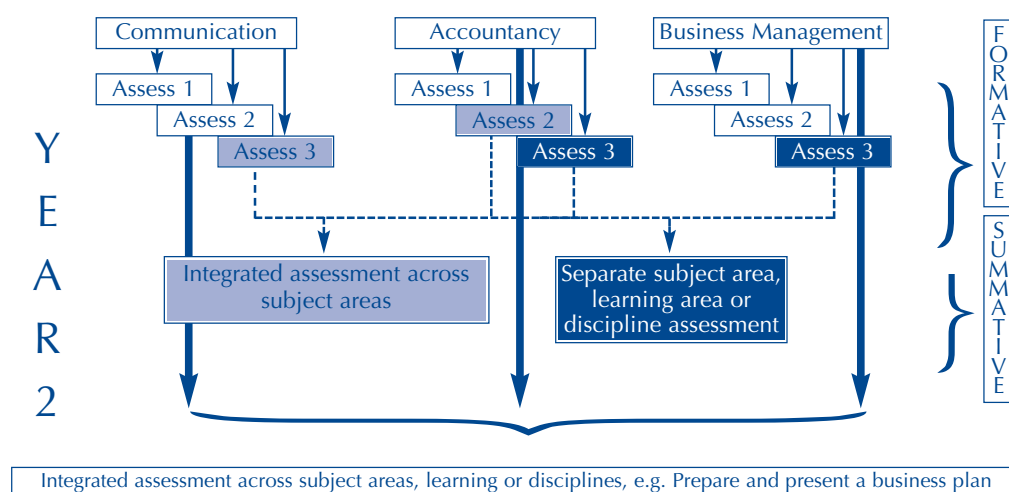 Communication
Accountancy
Business Management
Assess 1
Assess 2
Assess 3
Assess 1
Assess 2
Assess 3
Assess 1
Assess 2
Assess 3
YEAR2
Integrated assessment across
subject areas
Separate subject area,
learning area or
discipline assessment
FORMATIVE
SUMMATIVE
Integrated assessment across subject areas, learning or disciplines, e.g. Prepare and present a business plan